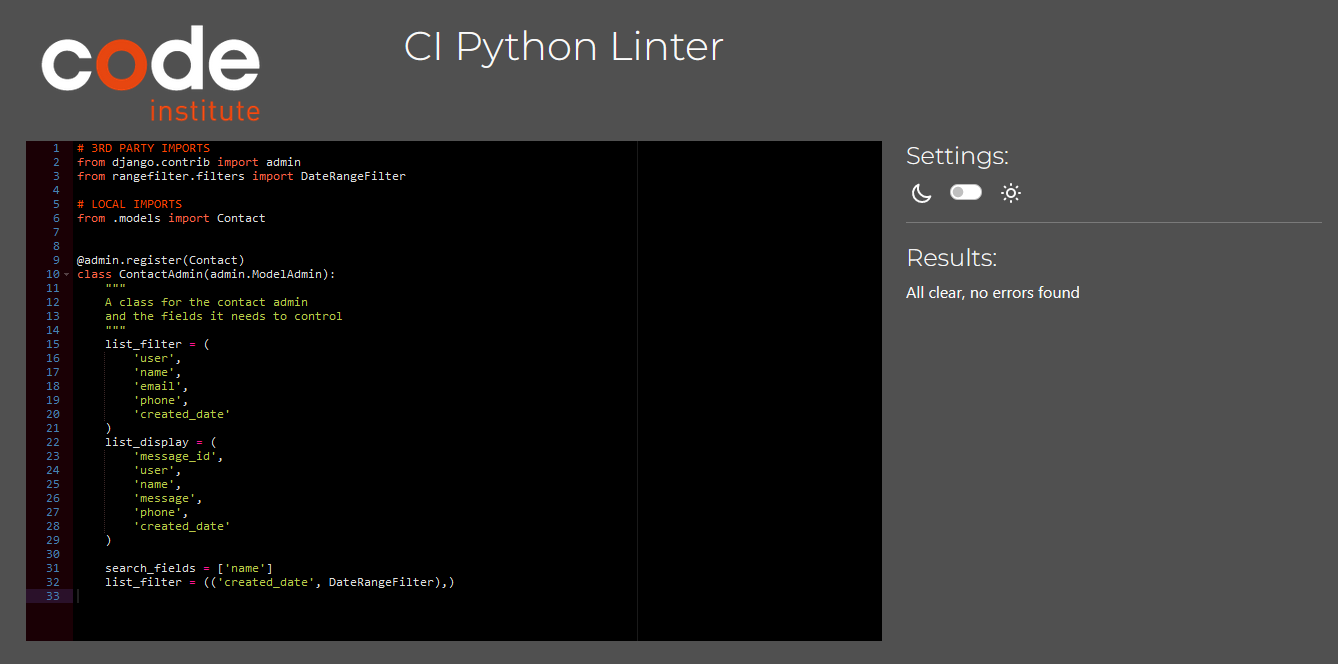 code
institute
CI Python Linter
1 # 3RD PARTY IMPORTS
2 from django.contrib import admin
3 from rangefilter.filters import DateRangeFilter
4
5 # LOCAL IMPORTS
6 from .models import Contact
7
8
9 @admin.register(Contact)
10 class ContactAdmin(admin.ModelAdmin):
11     """
12     A class for the contact admin
13     and the fields it needs to control
14     """
15     list_filter = (
16         'user',
17         'name',
18         'email',
19         'phone',
20         'created_date'
21     )
22     list_display = (
23         'message_id',
24         'user',
25         'name',
26         'message',
27         'phone',
28         'created_date'
29     )
30
31     search_fields = ['name']
32     list_filter = (('created_date', DateRangeFilter),)
33
Settings:
Results:
All clear, no errors found